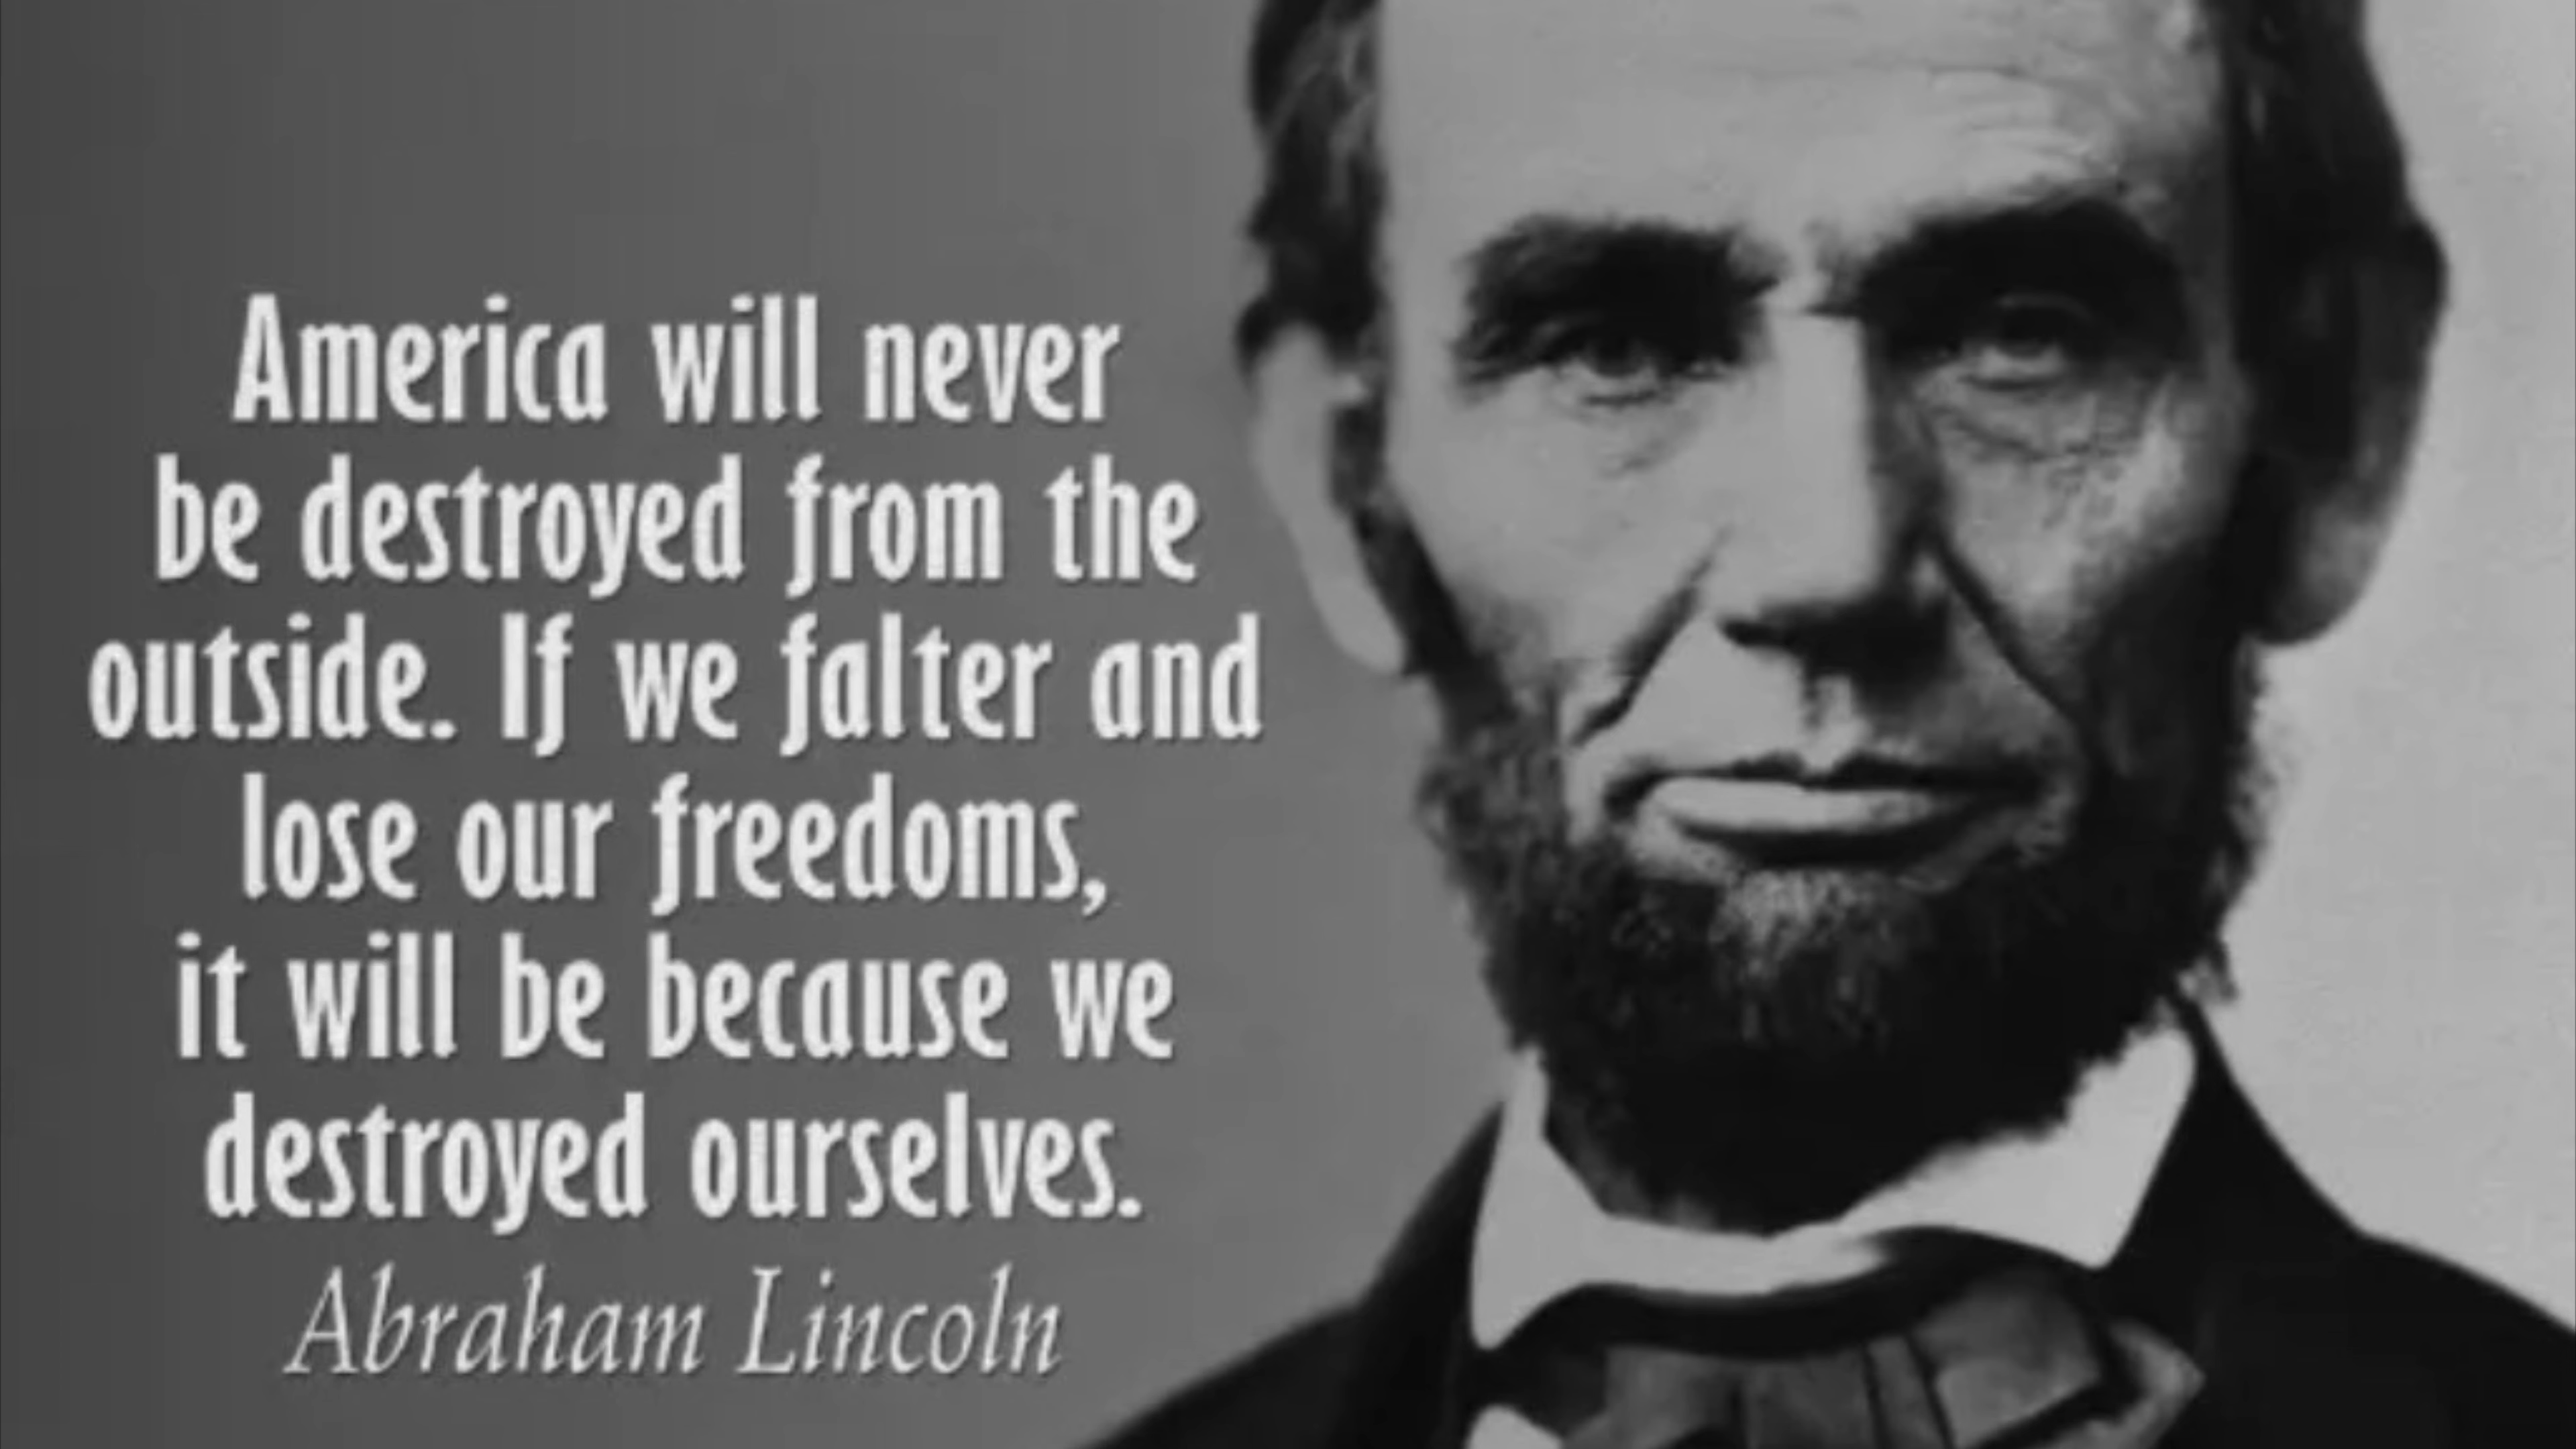 America will never
be destroyed from the
outside. If we falter and
lose our freedoms,
it will be because we
destroyed ourselves.
Abraham Lincoln